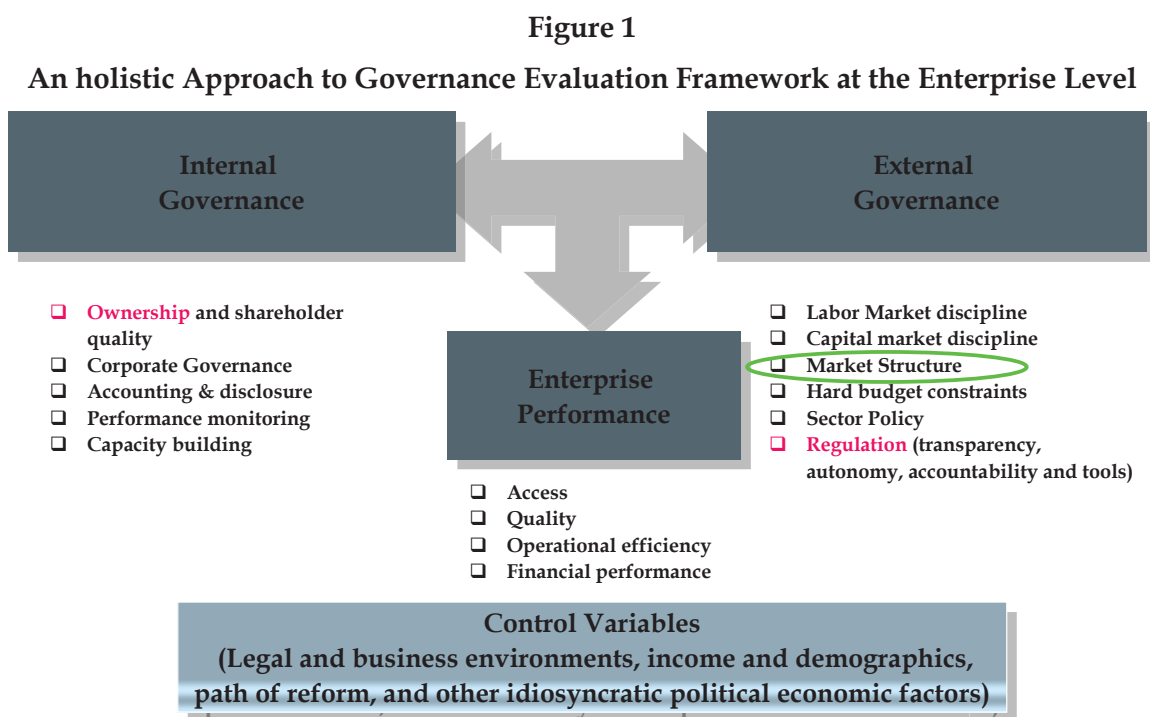 Figure 1
An holistic Approach to Governance Evaluation Framework at the Enterprise Level
Internal
Governance
External
Governance
Ownership and shareholder
quality
Corporate Governance
Accounting & disclosure
Performance monitoring
Capacity building
Enterprise
Performance
Labor Market discipline
Capital market discipline
Market Structure
Hard budget constraints
Sector Policy
Regulation (transparency,
autonomy, accountability and tools)
Access
Quality
Operational efficiency
Financial performance
Control Variables
(Legal and business environments, income and demographics,
path of reform, and other idiosyncratic political economic factors)